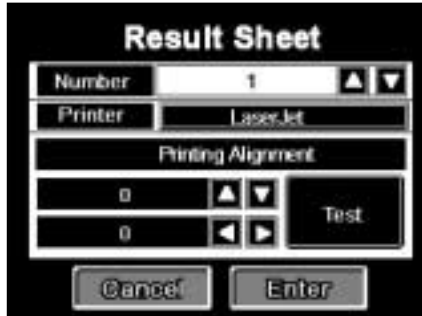 Result Sheet
Number 1
Printer LaserJet
Printing Alignment
0
0
Test
Cancel Enter